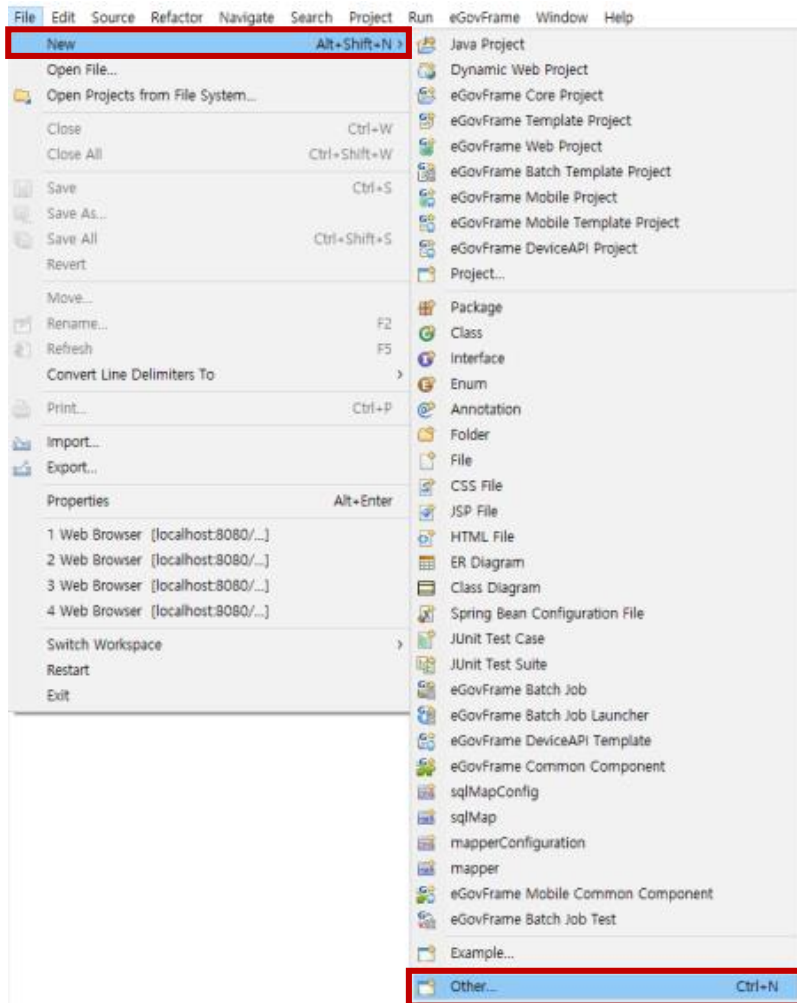 File Edit Source Refactor Navigate Search Project Run eGovFrame Window Help
New Alt+Shift+N >
Open File...
Open Projects from File System...
Close Ctrl+W
Close All Ctrl+Shift+W
Save Ctrl+S
Save As...
Save All Ctrl+Shift+S
Revert
Move...
Rename... F2
Refresh F5
Convert Line Delimiters To >
Print... Ctrl+P
Import...
Export...
Properties Alt+Enter
1 Web Browser [localhost:8080/...]
2 Web Browser [localhost:8080/...]
3 Web Browser [localhost:8080/...]
4 Web Browser [localhost:8080/...]
Switch Workspace >
Restart
Exit
Java Project
Dynamic Web Project
eGovFrame Core Project
eGovFrame Template Project
eGovFrame Web Project
eGovFrame Batch Template Project
eGovFrame Mobile Project
eGovFrame Mobile Template Project
eGovFrame DeviceAPI Project
Project...
Package
Class
Interface
Enum
Annotation
Folder
File
CSS File
JSP File
HTML File
ER Diagram
Class Diagram
Spring Bean Configuration File
JUnit Test Case
JUnit Test Suite
eGovFrame Batch Job
eGovFrame Batch Job Launcher
eGovFrame DeviceAPI Template
eGovFrame Common Component
sqlMapConfig
sqlMap
mapperConfiguration
mapper
eGovFrame Mobile Common Component
eGovFrame Batch Job Test
Example...
Other... Ctrl+N